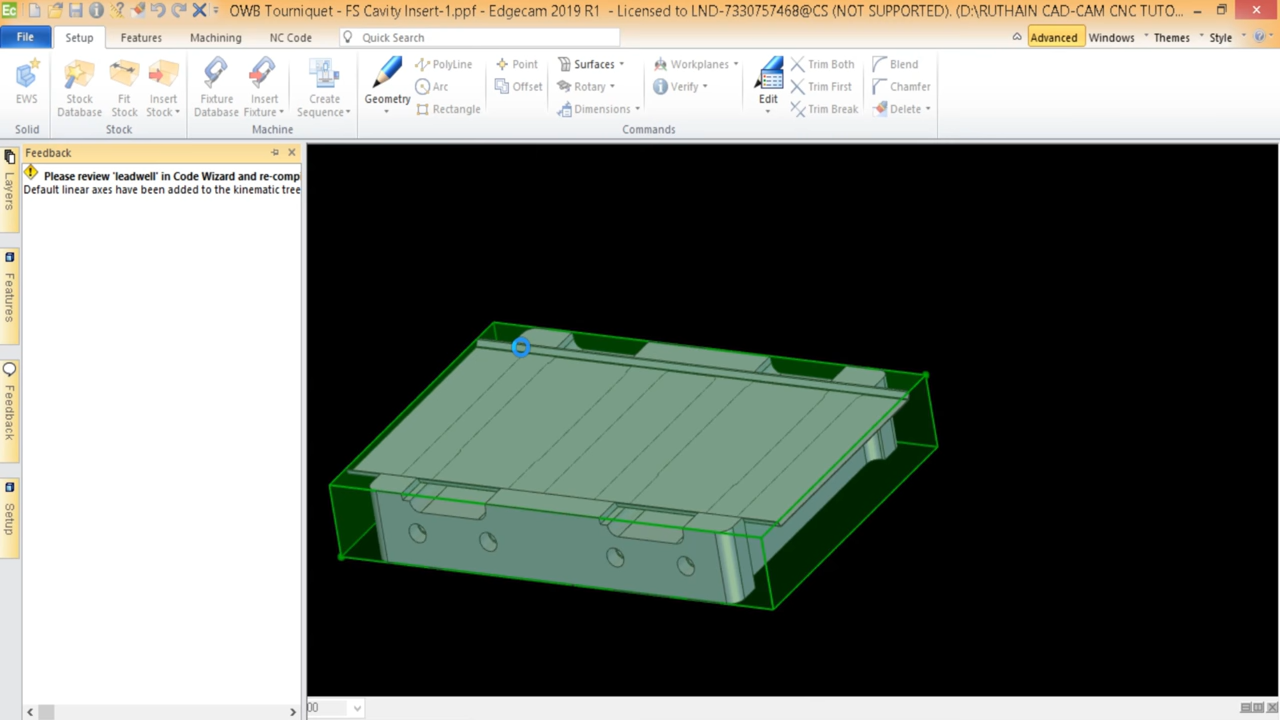 Ec OWB Tourniquet - FS Cavity Insert-1.ppf - Edgecam 2019 R1 - Licensed to LMD-7330757468@CS (NOT SUPPORTED). (D:\RUTHAIN CAD-CAM CNC TUTO...
File Setup Features Machining NC Code Quick Search Advanced Windows Themes Style
PolyLine Point Surfaces Workplanes Trim Both Blend
Arc Offset Rotary Verify Trim First Chamfer
EWS Stock Database Fit Stock Insert Stock Fixture Database Insert Fixture Create Sequence Geometry Rectangle Dimensions Edit Trim Break Delete
Solid Stock Machine Commands
Feedback
Please review 'leadwell' in Code Wizard and re-comp
Default linear axes have been added to the kinematic tree
Layers
Features
Feedback
Setup
00